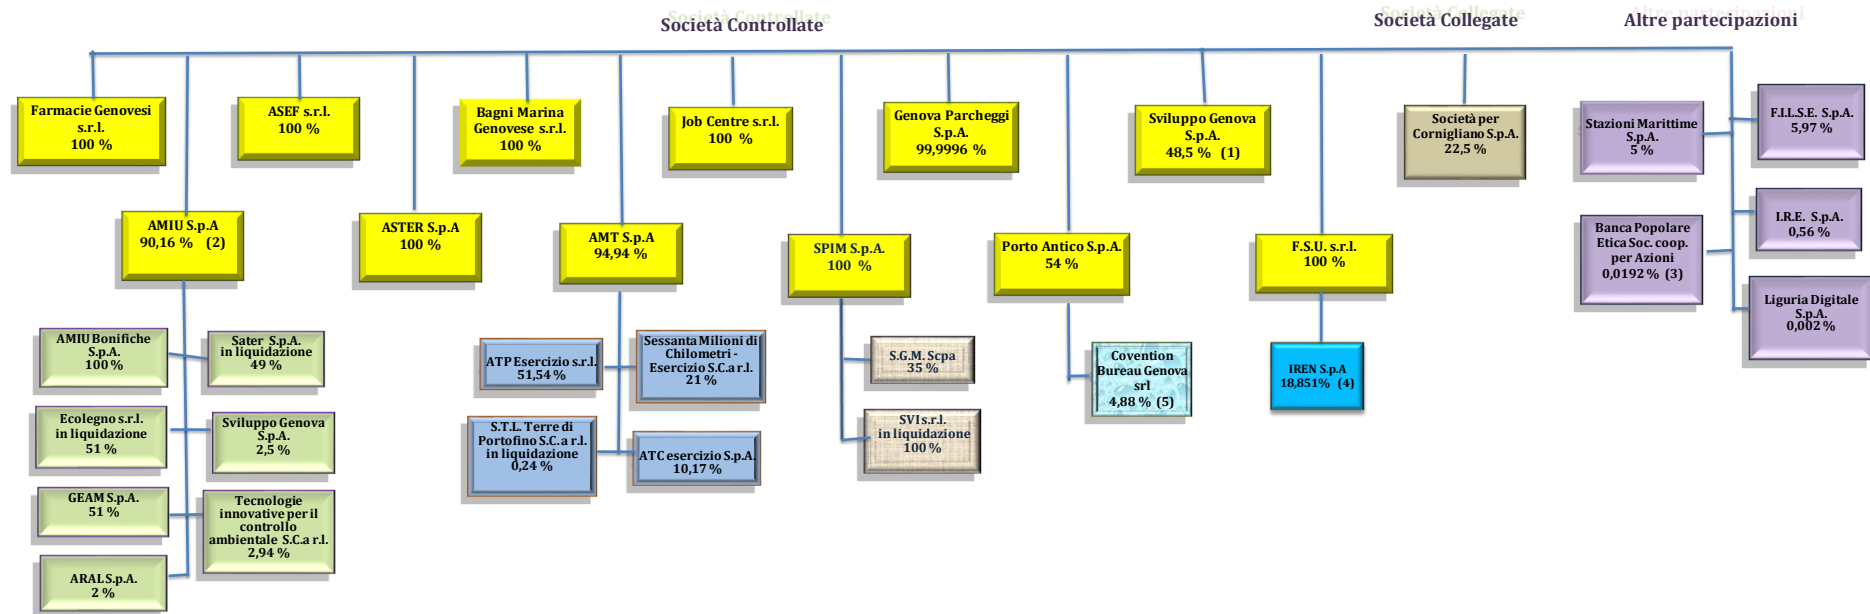 Società Controllate
Società Collegate
Altre partecipazioni
Farmacie Genovesi
s.r.l.
100 %
ASEF s.r.l.
100 %
Bagni Marina
Genovese s.r.l.
100 %
Job Centre s.r.l.
100 %
Genova Parcheggi
S.p.A.
99,9996 %
Sviluppo Genova
S.p.A.
48,5 % (1)
Società per
Cornigliano S.p.A.
22,5 %
Stazioni Marittime
S.p.A.
5 %
F.I.L.S.E. S.p.A.
5,97 %
AMIU S.p.A
90,16 % (2)
ASTER S.p.A
100 %
AMT S.p.A
94,94 %
SPIM S.p.A.
100 %
Porto Antico S.p.A.
54 %
F.S.U. s.r.l.
100 %
Banca Popolare
Etica Soc. coop.
per Azioni
0,0192 % (3)
I.R.E. S.p.A.
0,56 %
Liguria Digitale
S.p.A.
0,002 %
AMIU Bonifiche
S.p.A.
100 %
Sater S.p.A.
in liquidazione
49 %
Ecolegno s.r.l.
in liquidazione
51 %
Sviluppo Genova
S.p.A.
2,5 %
GEAM S.p.A.
51 %
Tecnologie
innovative per il
controllo
ambientale S.C.a r.l.
2,94 %
ARAL S.p.A.
2 %
ATP Esercizio s.r.l.
51,54 %
Sessanta Milioni di
Chilometri -
Esercizio S.C.a r.l.
21 %
S.T.L. Terre di
Portofino S.C. a r.l.
in liquidazione
0,24 %
ATC esercizio S.p.A.
10,17 %
S.G.M. Scpa
35 %
SVI s.r.l.
in liquidazione
100 %
Covention
Bureau Genova
srl
4,88 % (5)
IREN S.p.A
18,851% (4)